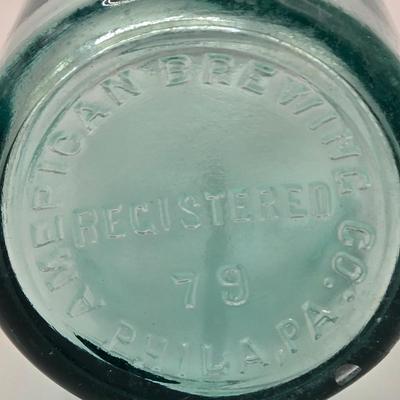 AMERICAN BREWING CO.
REGISTERED
79
PHILA, PA.